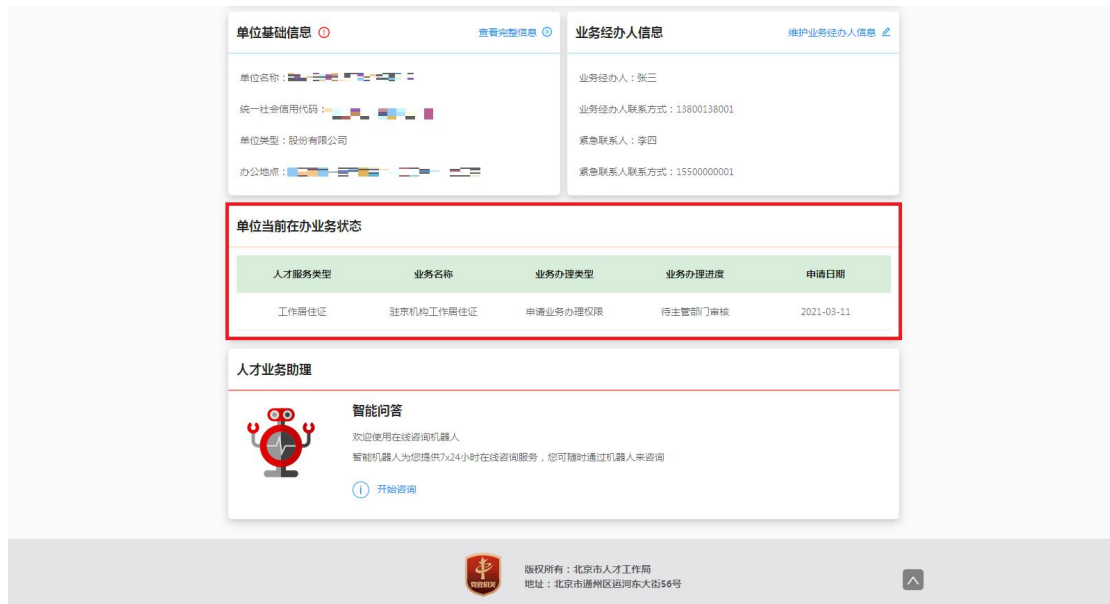 单位基础信息
查看完整信息
单位名称：
统一社会信用代码：
单位类型：股份有限公司
办公地点：
业务经办人信息
维护业务经办人信息
业务经办人：张三
业务经办人联系方式：13800138001
紧急联系人：李四
紧急联系人联系方式：15500000001
单位当前在办业务状态
人才服务类型 业务名称 业务办理类型 业务办理进度 申请日期
工作居住证 驻京机构工作居住证 申请业务办理权限 待主管部门审核 2021-03-11
人才业务助理
智能问答
欢迎使用在线咨询机器人
智能机器人为您提供7x24小时在线咨询服务，您可随时通过机器人来咨询
开始咨询
党政机关
版权所有：北京市人才工作局
地址：北京市通州区运河东大街56号